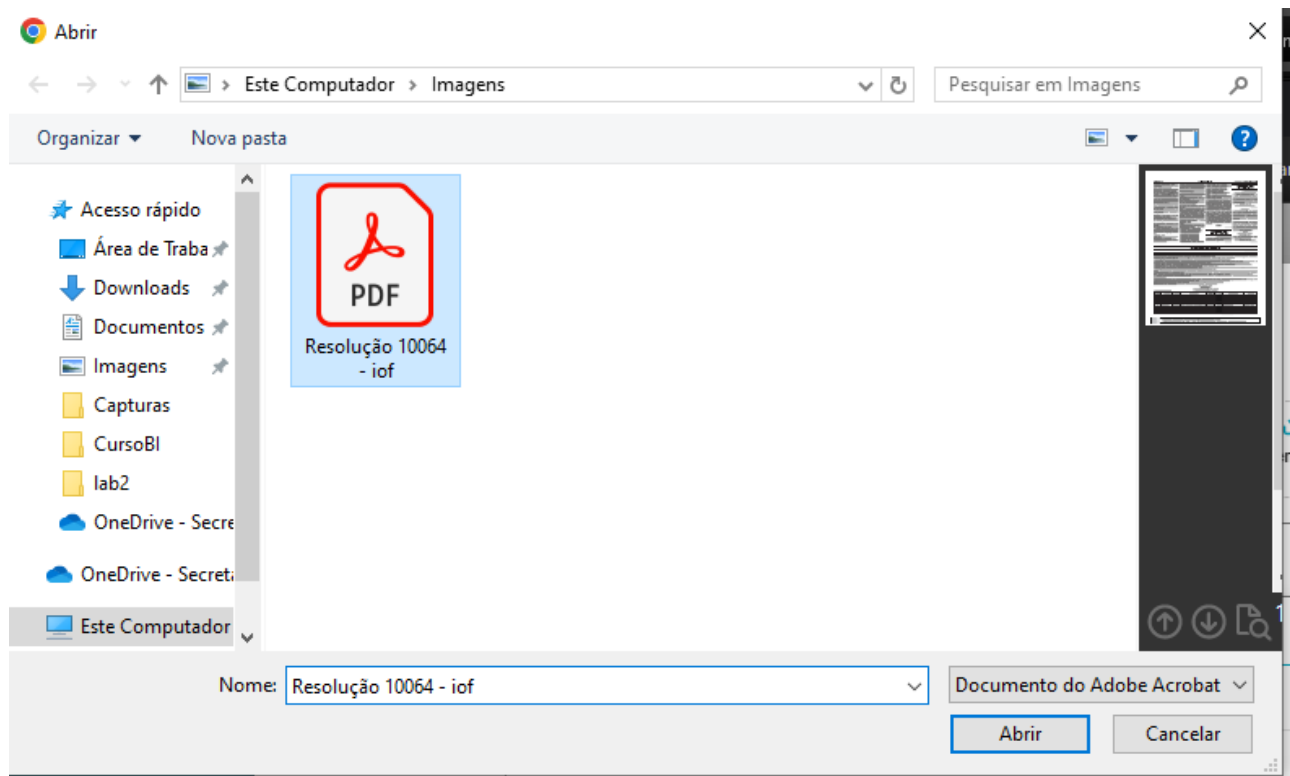 Abrir
Este Computador > Imagens
Pesquisar em Imagens
Organizar
Nova pasta
Acesso rápido
Área de Traba
Downloads
Documentos
Imagens
Capturas
CursoBI
lab2
OneDrive - Secre
OneDrive - Secret
Este Computador
PDF
Resolução 10064
- iof
Nome:
Resolução 10064 - iof
Documento do Adobe Acrobat
Abrir
Cancelar